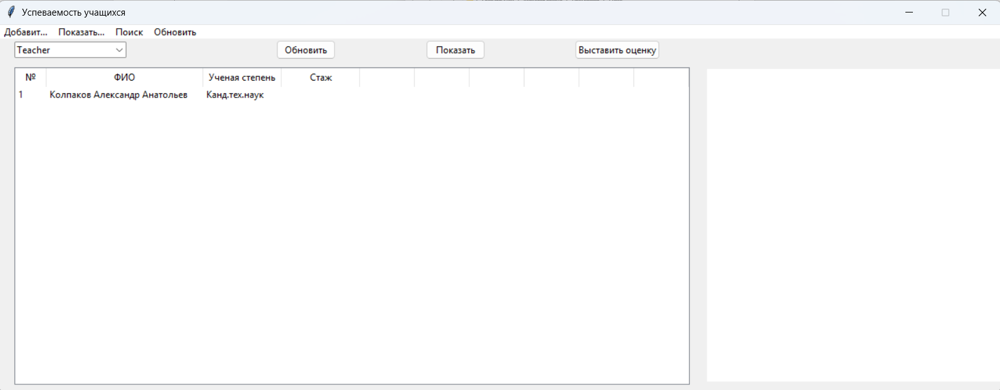 Успеваемость учащихся
Добавит... Показать... Поиск Обновить
Teacher Обновить Показать Выставить оценку
№ ФИО Ученая степень Стаж
1 Колпаков Александр Анатольев Канд.тех.наук